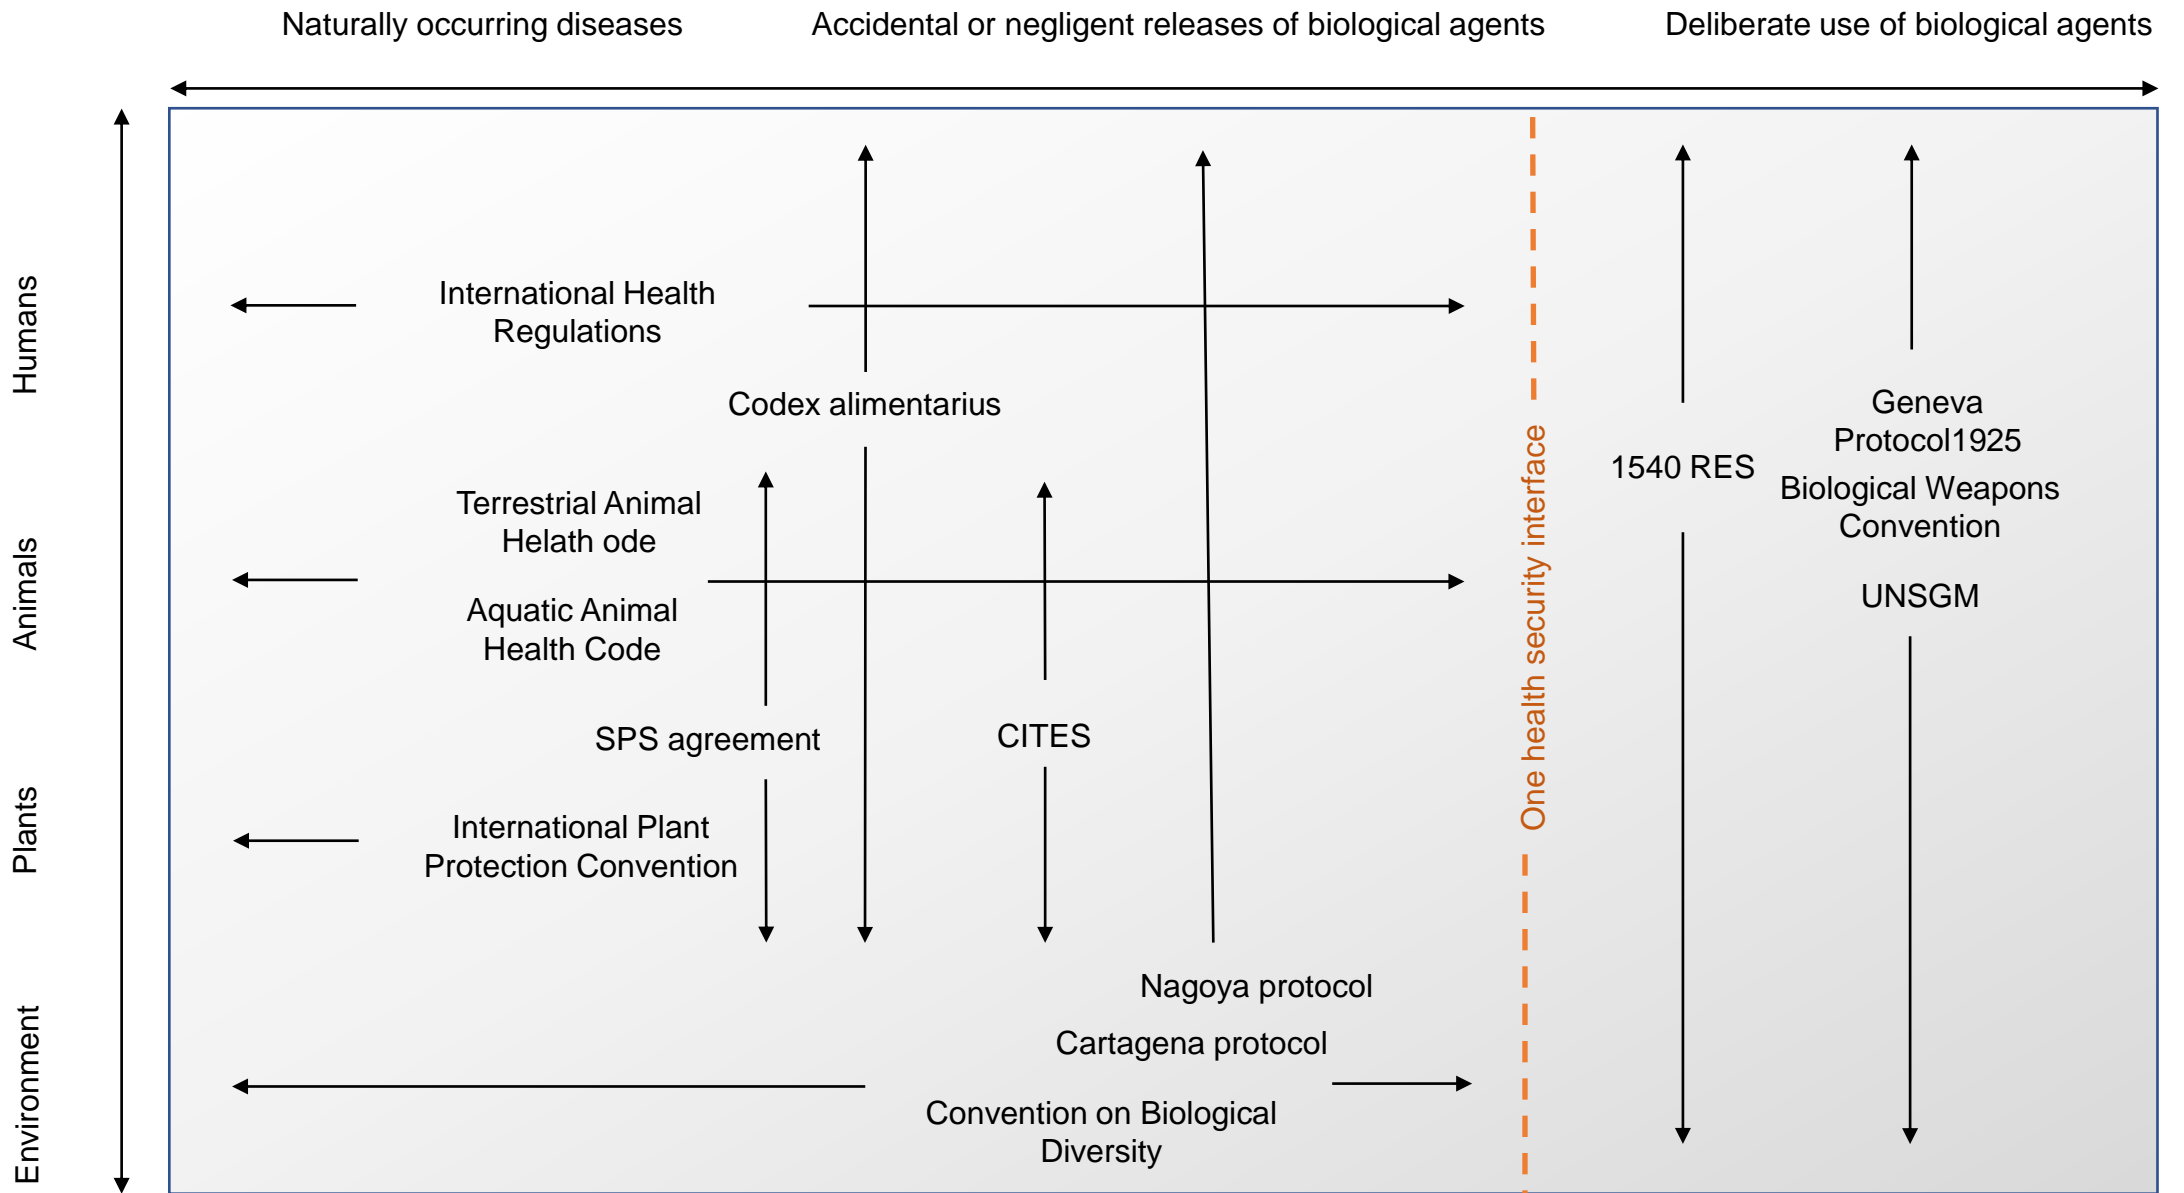 Naturally occurring diseases
Accidental or negligent releases of biological agents
Deliberate use of biological agents
Humans
Animals
Plants
Environment
International Health
Regulations
Codex alimentarius
Terrestrial Animal
Helath ode
Aquatic Animal
Health Code
SPS agreement
CITES
International Plant
Protection Convention
Nagoya protocol
Cartagena protocol
Convention on Biological
Diversity
One health security interface
1540 RES
Geneva
Protocol1925
Biological Weapons
Convention
UNSGM